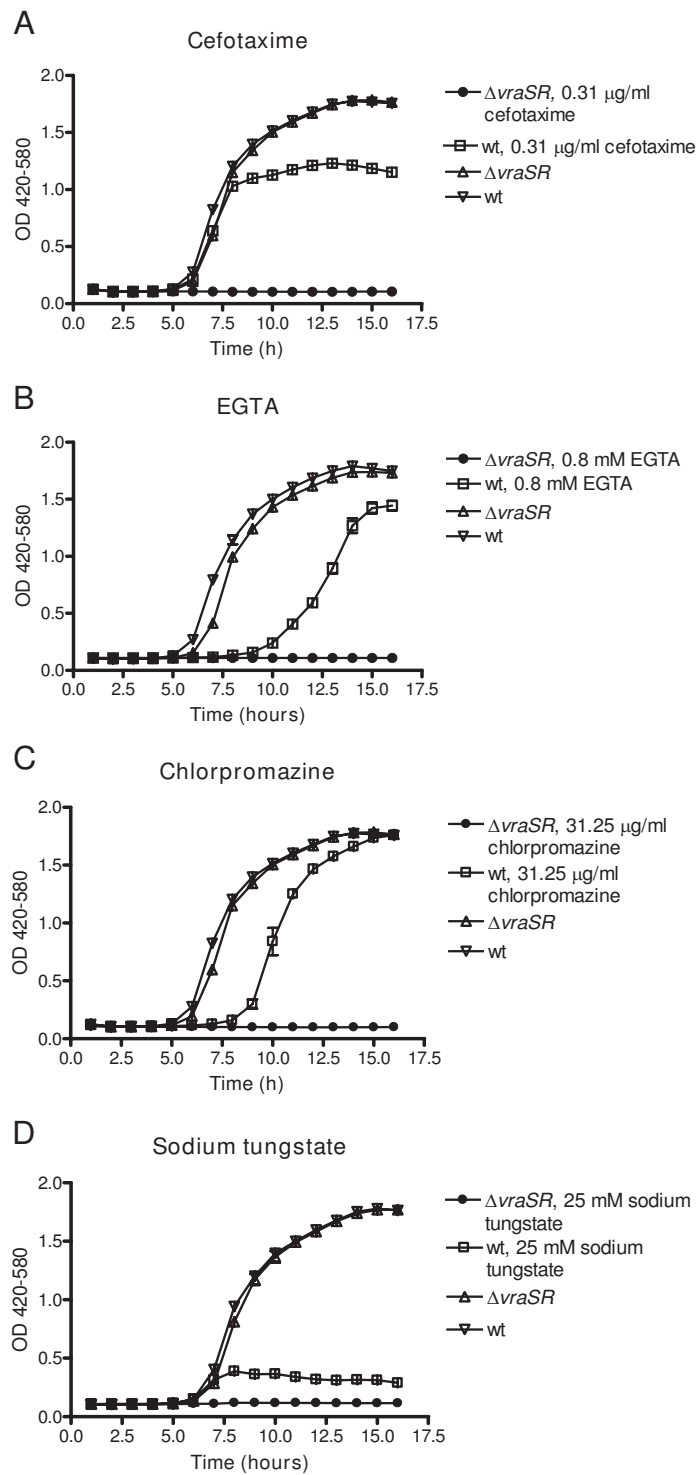 A
Cefotaxime
2.0
1.5
1.0
0.5
0.0
OD 420-580
0.0 2.5 5.0 7.5 10.0 12.5 15.0 17.5
Time (h)
ΔvraSR, 0.31 μg/ml
cefotaxime
wt, 0.31 μg/ml cefotaxime
ΔvraSR
wt
B
EGTA
2.0
1.5
1.0
0.5
0.0
OD 420-580
0.0 2.5 5.0 7.5 10.0 12.5 15.0 17.5
Time (hours)
ΔvraSR, 0.8 mM EGTA
wt, 0.8 mM EGTA
ΔvraSR
wt
C
Chlorpromazine
2.0
1.5
1.0
0.5
0.0
OD 420-580
0.0 2.5 5.0 7.5 10.0 12.5 15.0 17.5
Time (h)
ΔvraSR, 31.25 μg/ml
chlorpromazine
wt, 31.25 μg/ml
chlorpromazine
ΔvraSR
wt
D
Sodium tungstate
2.0
1.5
1.0
0.5
0.0
OD 420-580
0.0 2.5 5.0 7.5 10.0 12.5 15.0 17.5
Time (hours)
ΔvraSR, 25 mM sodium
tungstate
wt, 25 mM sodium
tungstate
ΔvraSR
wt